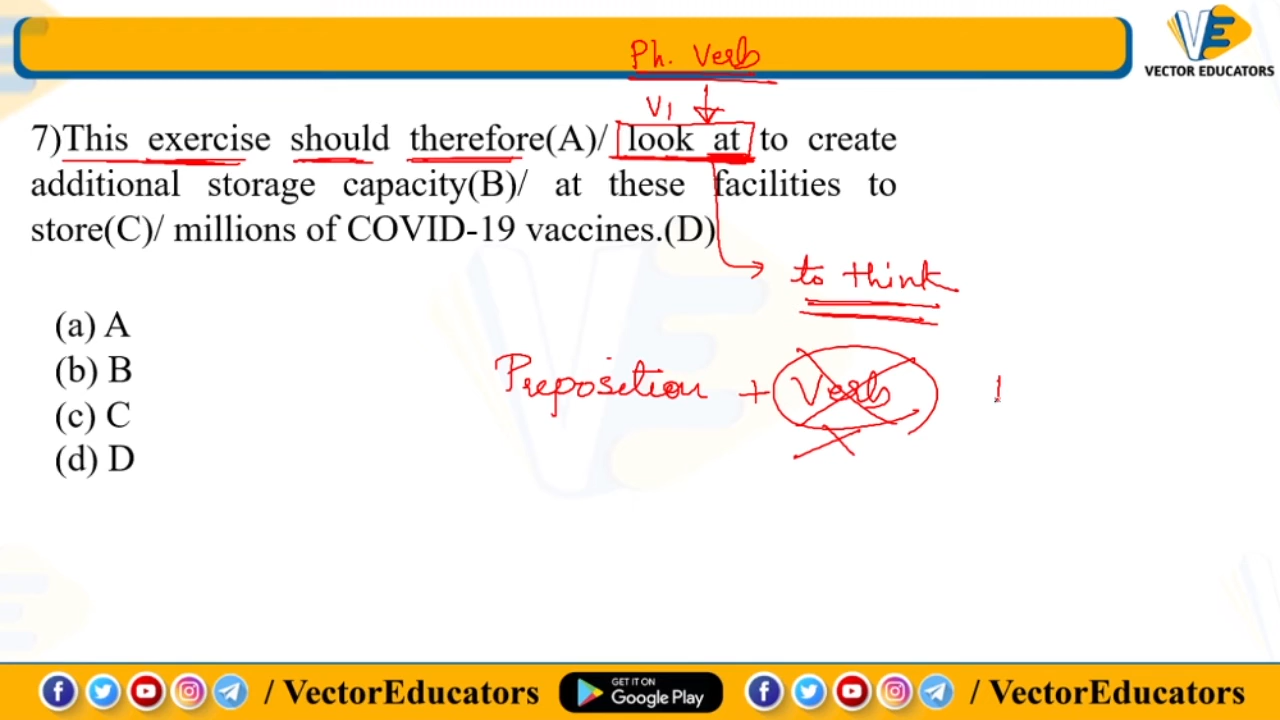 Ph. Verb
VE
VECTOR EDUCATORS
V1
7)This exercise should therefore(A)/ look at to create
additional storage capacity(B)/ at these facilities to
store(C)/ millions of COVID-19 vaccines.(D)
to think
(a) A
Preposition + Verb
(b) B
(c) C
(d) D
/ VectorEducators
GET IT ON
Google Play
/ VectorEducators